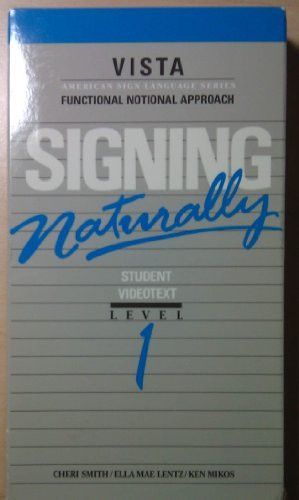 VISTA
AMERICAN SIGN LANGUAGE SERIES
FUNCTIONAL NOTIONAL APPROACH
SIGNING
Naturally
STUDENT
VIDEOTEXT
LEVEL
1
CHERI SMITH / ELLA MAE LENTZ / KEN MIKOS